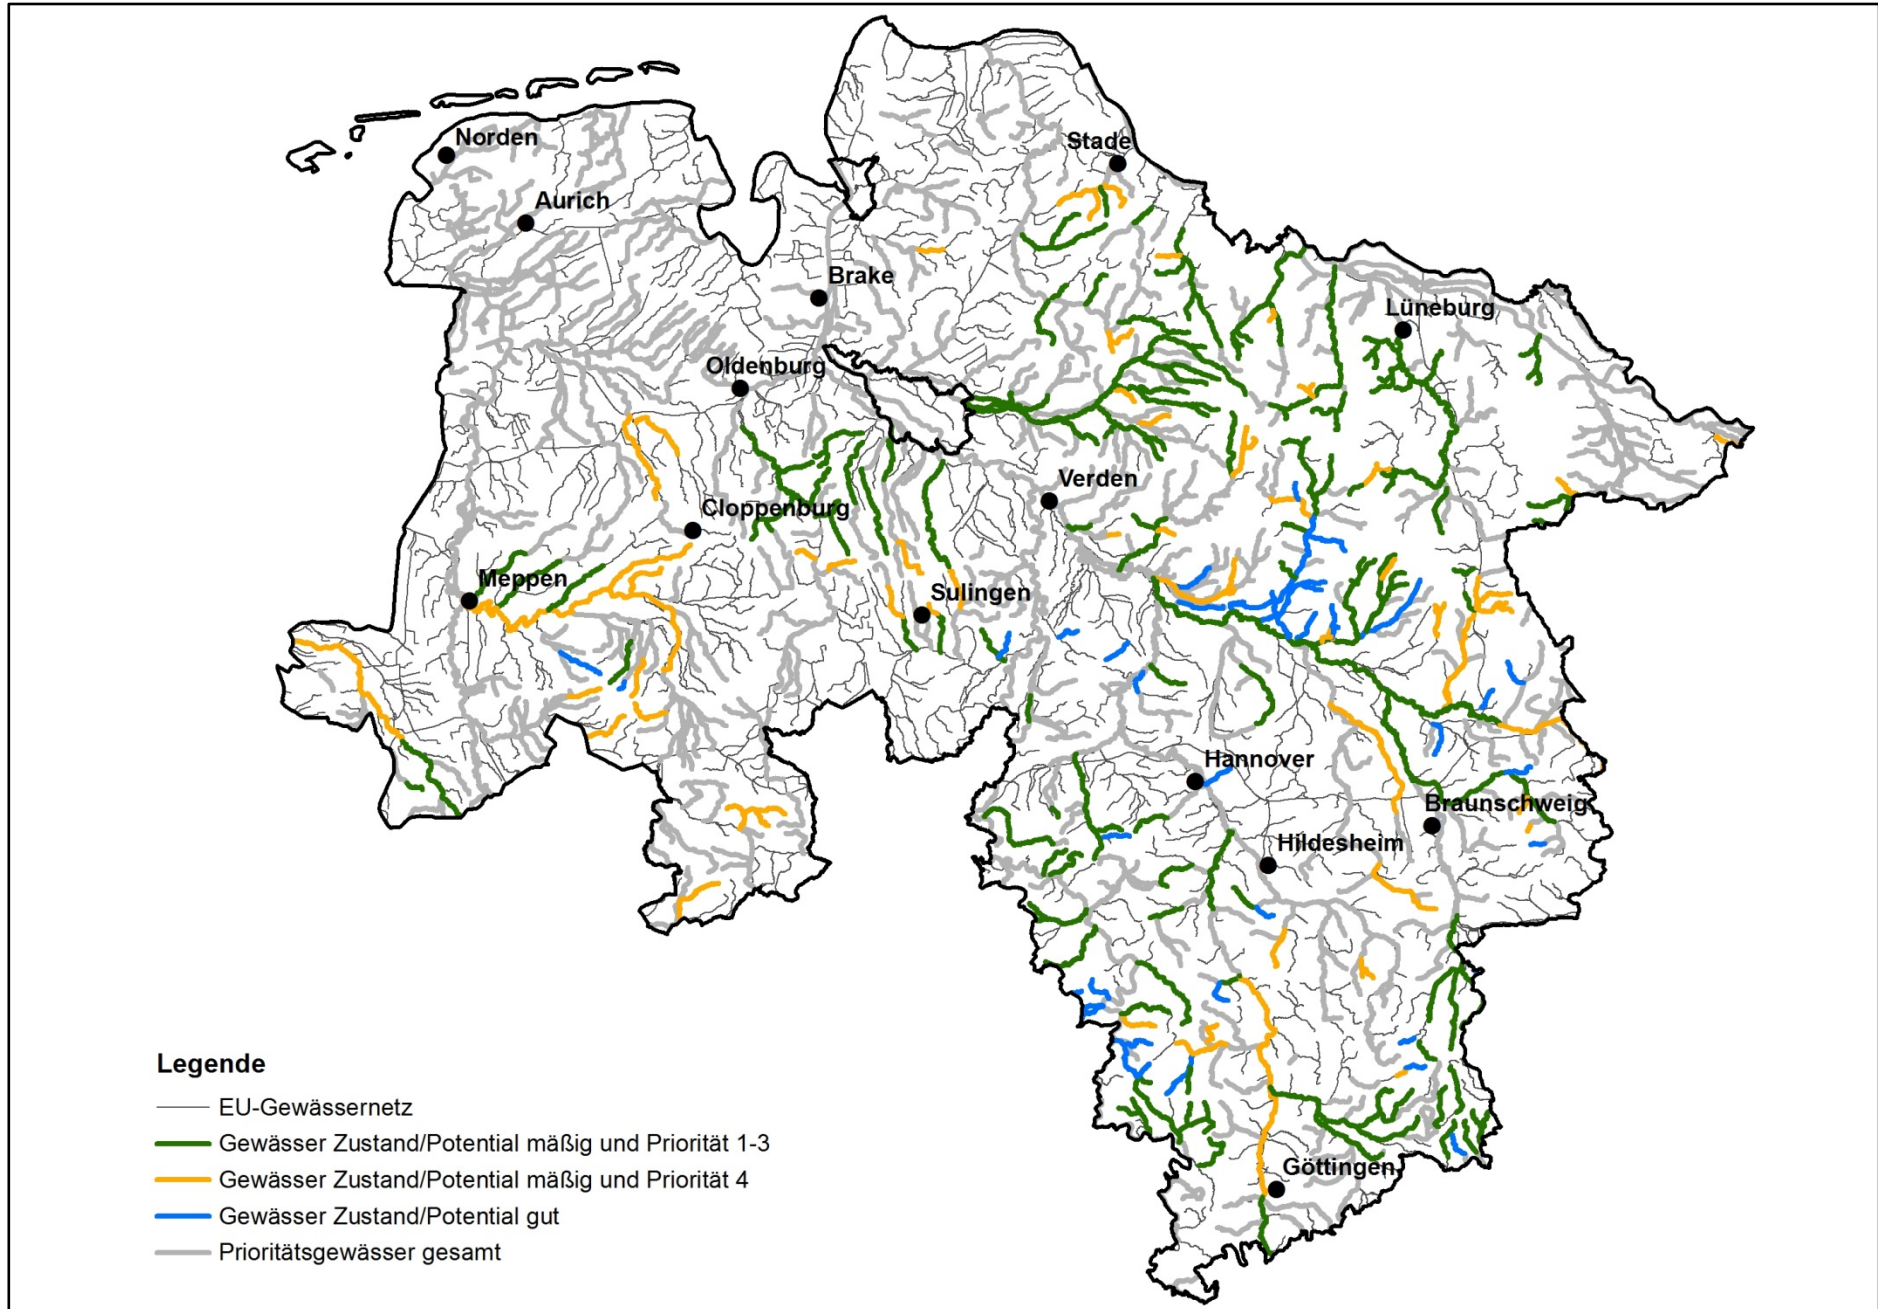 Norden
Stade
Aurich
Brake
Lüneburg
Oldenburg
Verden
Cloppenburg
Meppen
Sulingen
Hannover
Braunschweig
Hildesheim
Göttingen
Legende
EU-Gewässernetz
Gewässer Zustand/Potential mäßig und Priorität 1-3
Gewässer Zustand/Potential mäßig und Priorität 4
Gewässer Zustand/Potential gut
Prioritätsgewässer gesamt